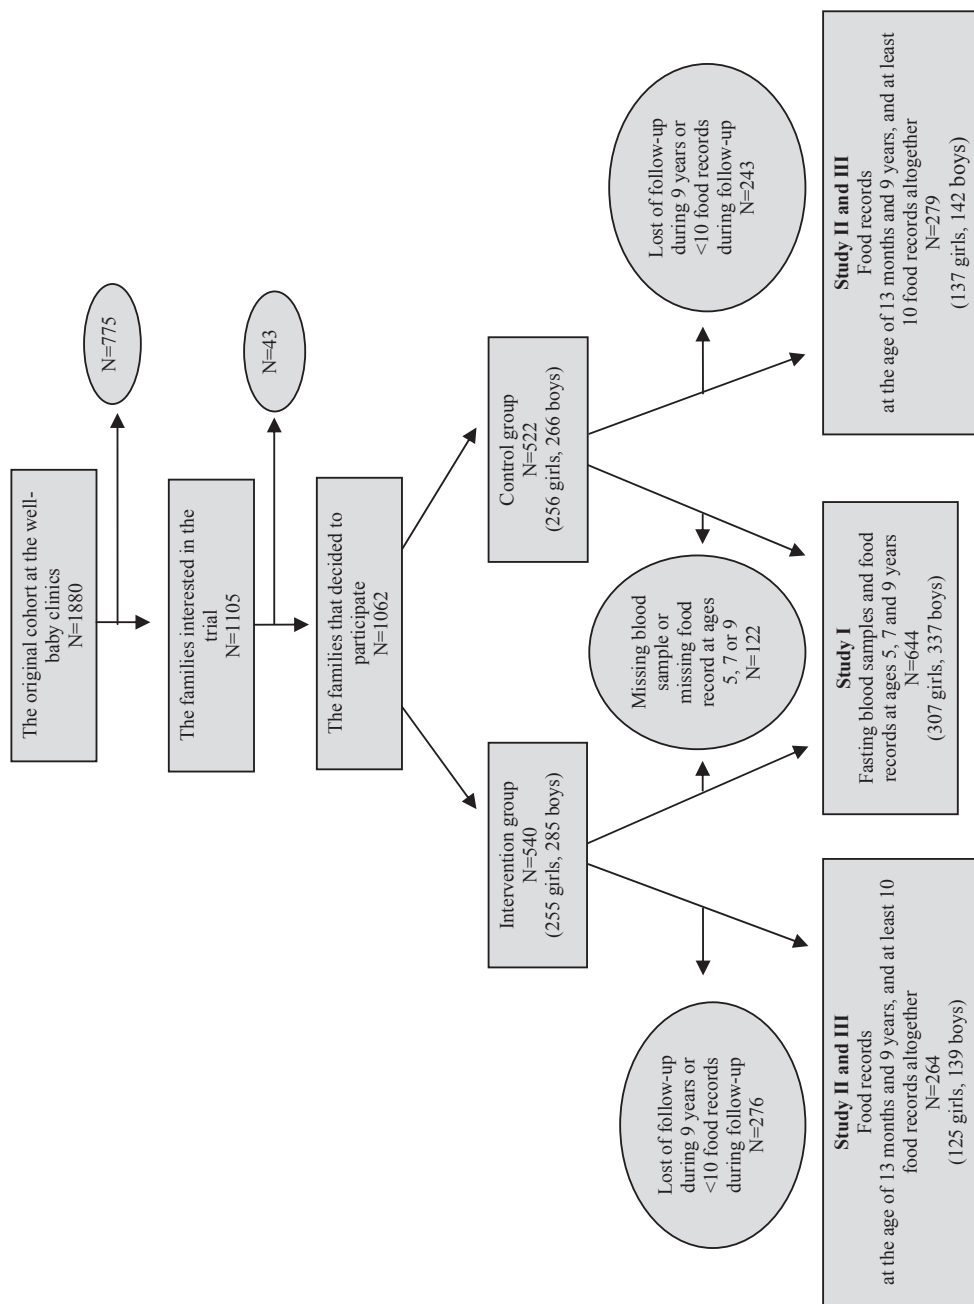 The original cohort at the well-
baby clinics
N=1880
N=775
The families interested in the
trial
N=1105
N=43
The families that decided to
participate
N=1062
Intervention group
N=540
(255 girls, 285 boys)
Control group
N=522
(256 girls, 266 boys)
Lost of follow-up
during 9 years or
<10 food records
during follow-up
N=276
Missing blood
sample or
missing food
record at ages
5, 7 or 9
N=122
Lost of follow-up
during 9 years or
<10 food records
during follow-up
N=243
Study II and III
Food records
at the age of 13 months and 9 years, and at least 10
food records altogether
N=264
(125 girls, 139 boys)
Study I
Fasting blood samples and food
records at ages 5, 7 and 9 years
N=644
(307 girls, 337 boys)
Study II and III
Food records
at the age of 13 months and 9 years, and at least
10 food records altogether
N=279
(137 girls, 142 boys)